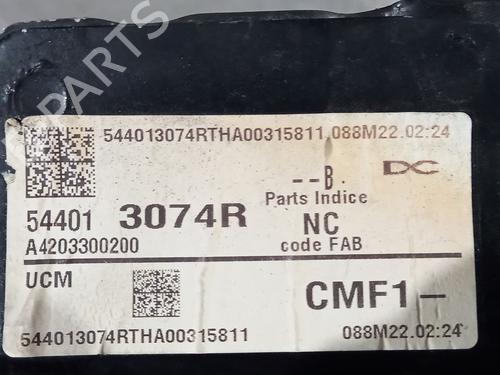 544013074RTHA00315811,088M22.02:24
--B
Parts Indice
DC
54401 3074R
NC
A4203300200
code FAB
UCM
CMF1-
544013074RTHA00315811
088M22.02:24
PARTS